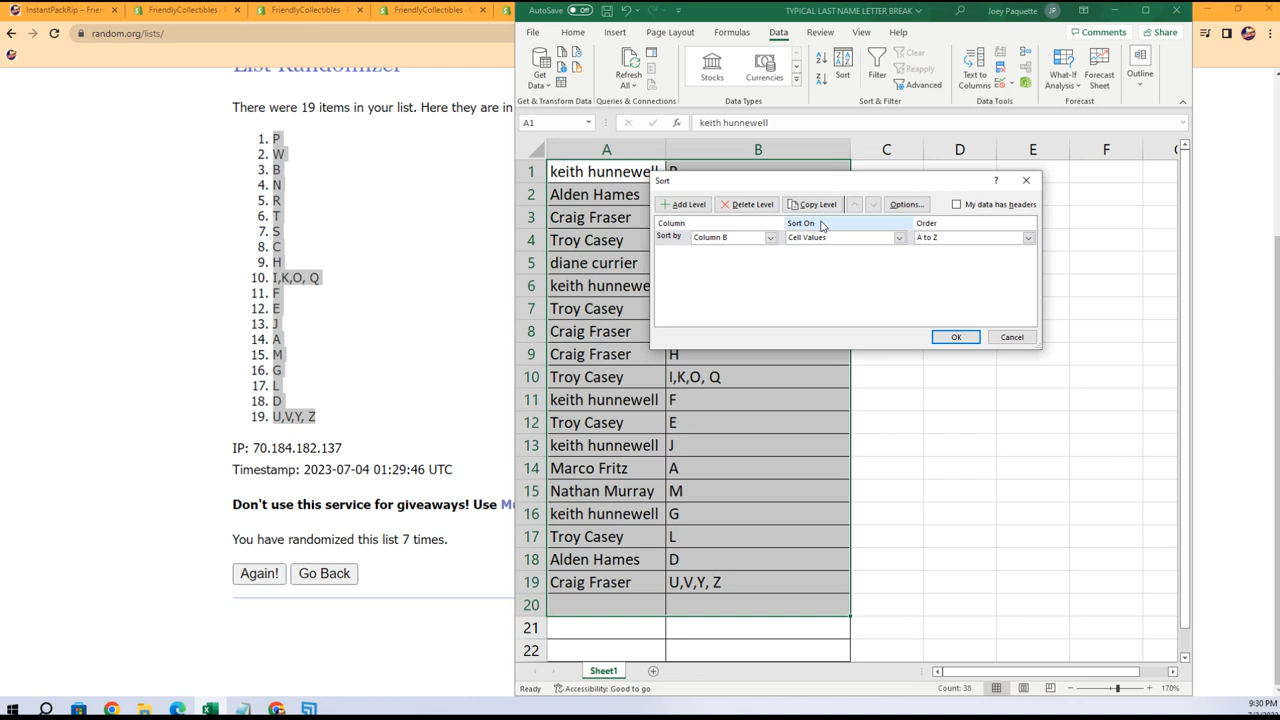 InstantPackRip - Friendly
FriendlyCollectibles - B
FriendlyCollectibles - P
FriendlyCollectibles - C
random.org/lists/
List Randomizer
There were 19 items in your list. Here they are in
1. P
2. W
3. B
4. N
5. R
6. T
7. S
8. C
9. H
10. I,K,O, Q
11. F
12. E
13. J
14. A
15. M
16. G
17. L
18. D
19. U,V,Y, Z
IP: 70.184.182.137
Timestamp: 2023-07-04 01:29:46 UTC
Don't use this service for giveaways! Use
You have randomized this list 7 times.
Again! Go Back
AutoSave Off TYPICAL LAST NAME LETTER BREAK Joey Paquette JP
File Home Insert Page Layout Formulas Data Review View Help Comments Share
Get Data Refresh All Stocks Currencies Sort Filter Clear Reapply Advanced Text to Columns What-If Analysis Forecast Sheet Outline
Get & Transform Data Queries & Connections Data Types Sort & Filter Data Tools Forecast
A1 fx keith hunnewell
A B C D E F G
1 keith hunnewell
2 Alden Hames
3 Craig Fraser
4 Troy Casey
5 diane currier
6 keith hunnewe
7 Troy Casey
8 Craig Fraser
9 Craig Fraser H
10 Troy Casey I,K,O, Q
11 keith hunnewell F
12 Troy Casey E
13 keith hunnewell J
14 Marco Fritz A
15 Nathan Murray M
16 keith hunnewell G
17 Troy Casey L
18 Alden Hames D
19 Craig Fraser U,V,Y, Z
20
21
22
Sort ?
Add Level Delete Level Copy Level Options... My data has headers
Column Sort On Order
Sort by Column B Cell Values A to Z
OK Cancel
Sheet1
Ready Accessibility: Good to go Count: 38 170%
9:30 PM